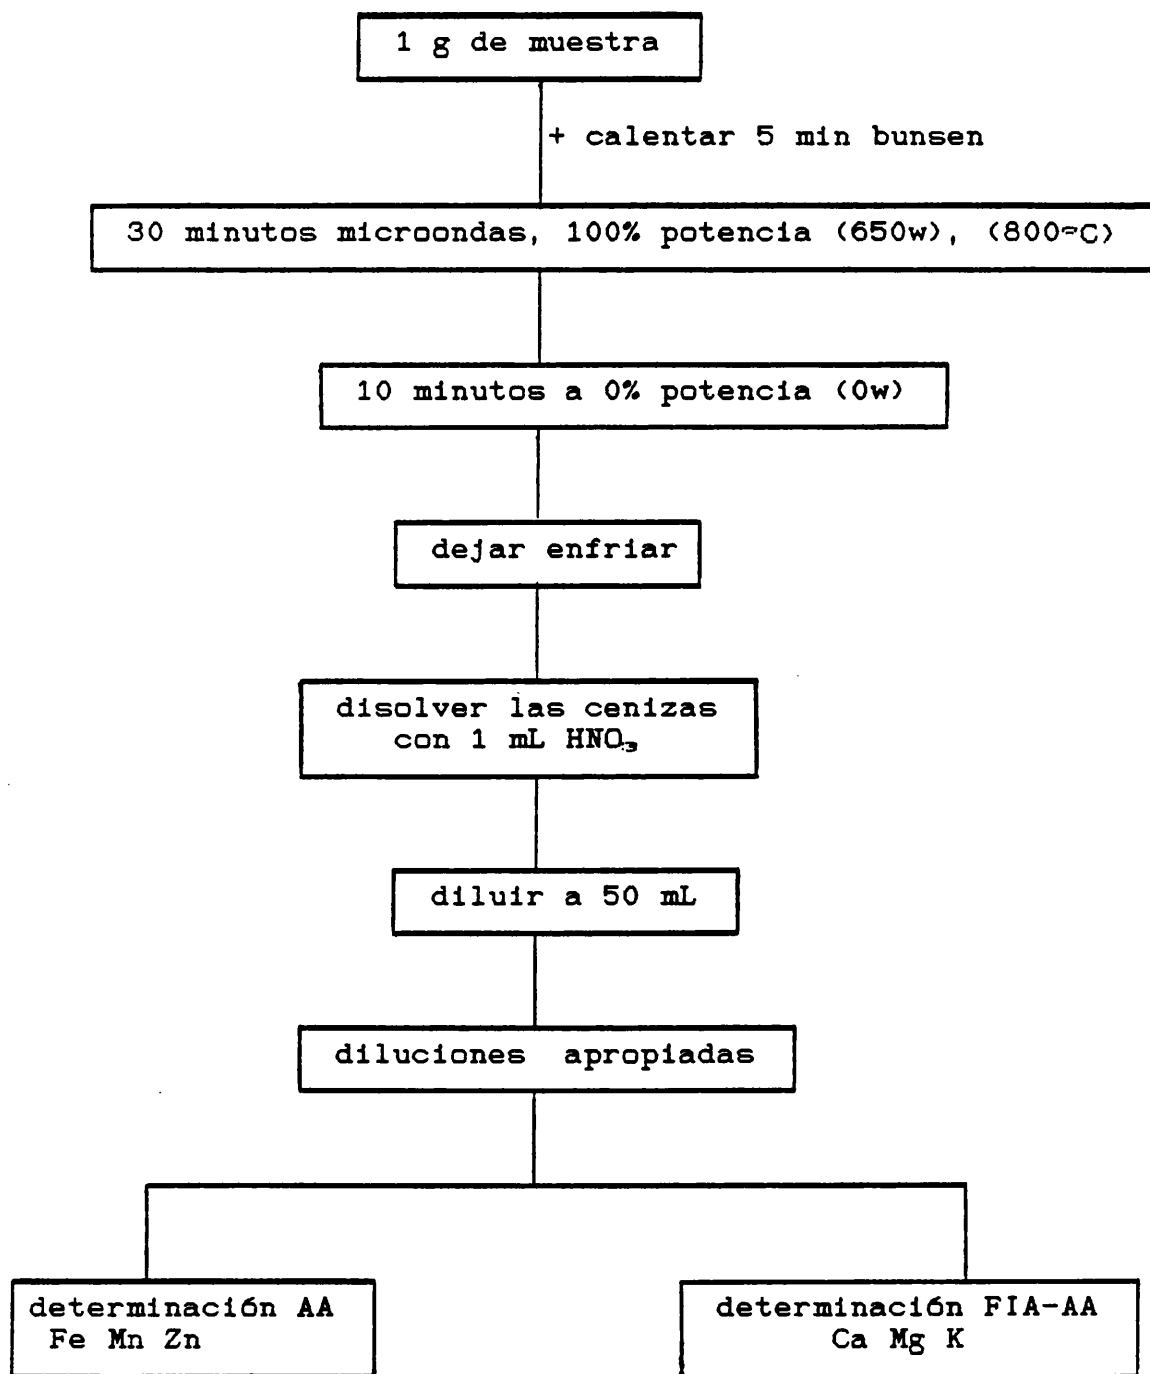 1 g de muestra
+ calentar 5 min bunsen
30 minutos microondas, 100% potencia (650w), (800~C)
10 minutos a 0% potencia (0w)
dejar enfriar
disolver las cenizas
con 1 mL HNO₃
diluir a 50 mL
diluciones apropiadas
determinación AA
Fe Mn Zn
determinación FIA-AA
Ca Mg K